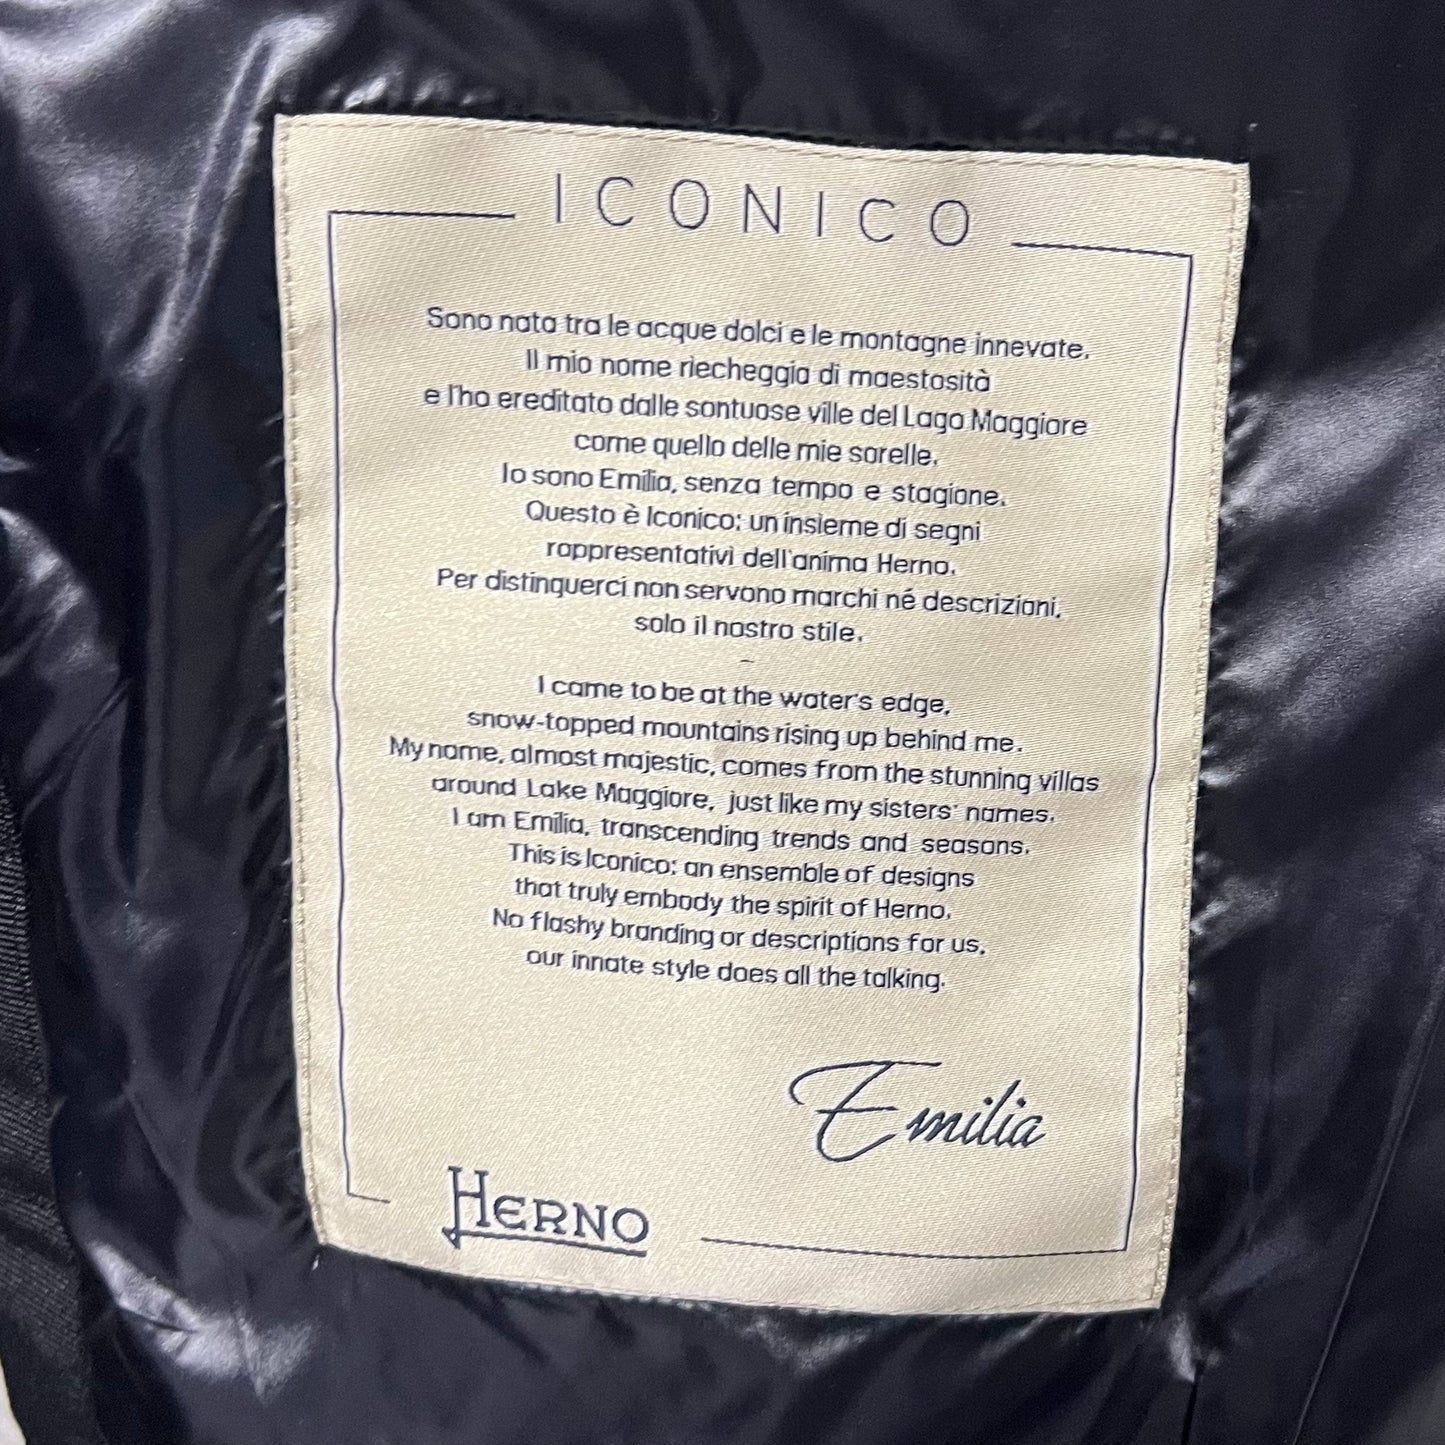 ICONICO
Sono nata tra le acque dolci e le montagne innevate.
Il mio nome riecheggia di maestosità
e l'ho ereditato dalle sontuose ville del Lago Maggiore
come quello delle mie sorelle.
Io sono Emilia, senza tempo e stagione.
Questo è Iconico: un insieme di segni
rappresentativi dell'anima Herno.
Per distinguerci non servono marchi né descrizioni,
solo il nostro stile.
~
I came to be at the water's edge,
snow-topped mountains rising up behind me.
My name, almost majestic, comes from the stunning villas
around Lake Maggiore, just like my sisters' names.
I am Emilia, transcending trends and seasons.
This is Iconico: an ensemble of designs
that truly embody the spirit of Herno.
No flashy branding or descriptions for us,
our innate style does all the talking.
Emilia
HERNO